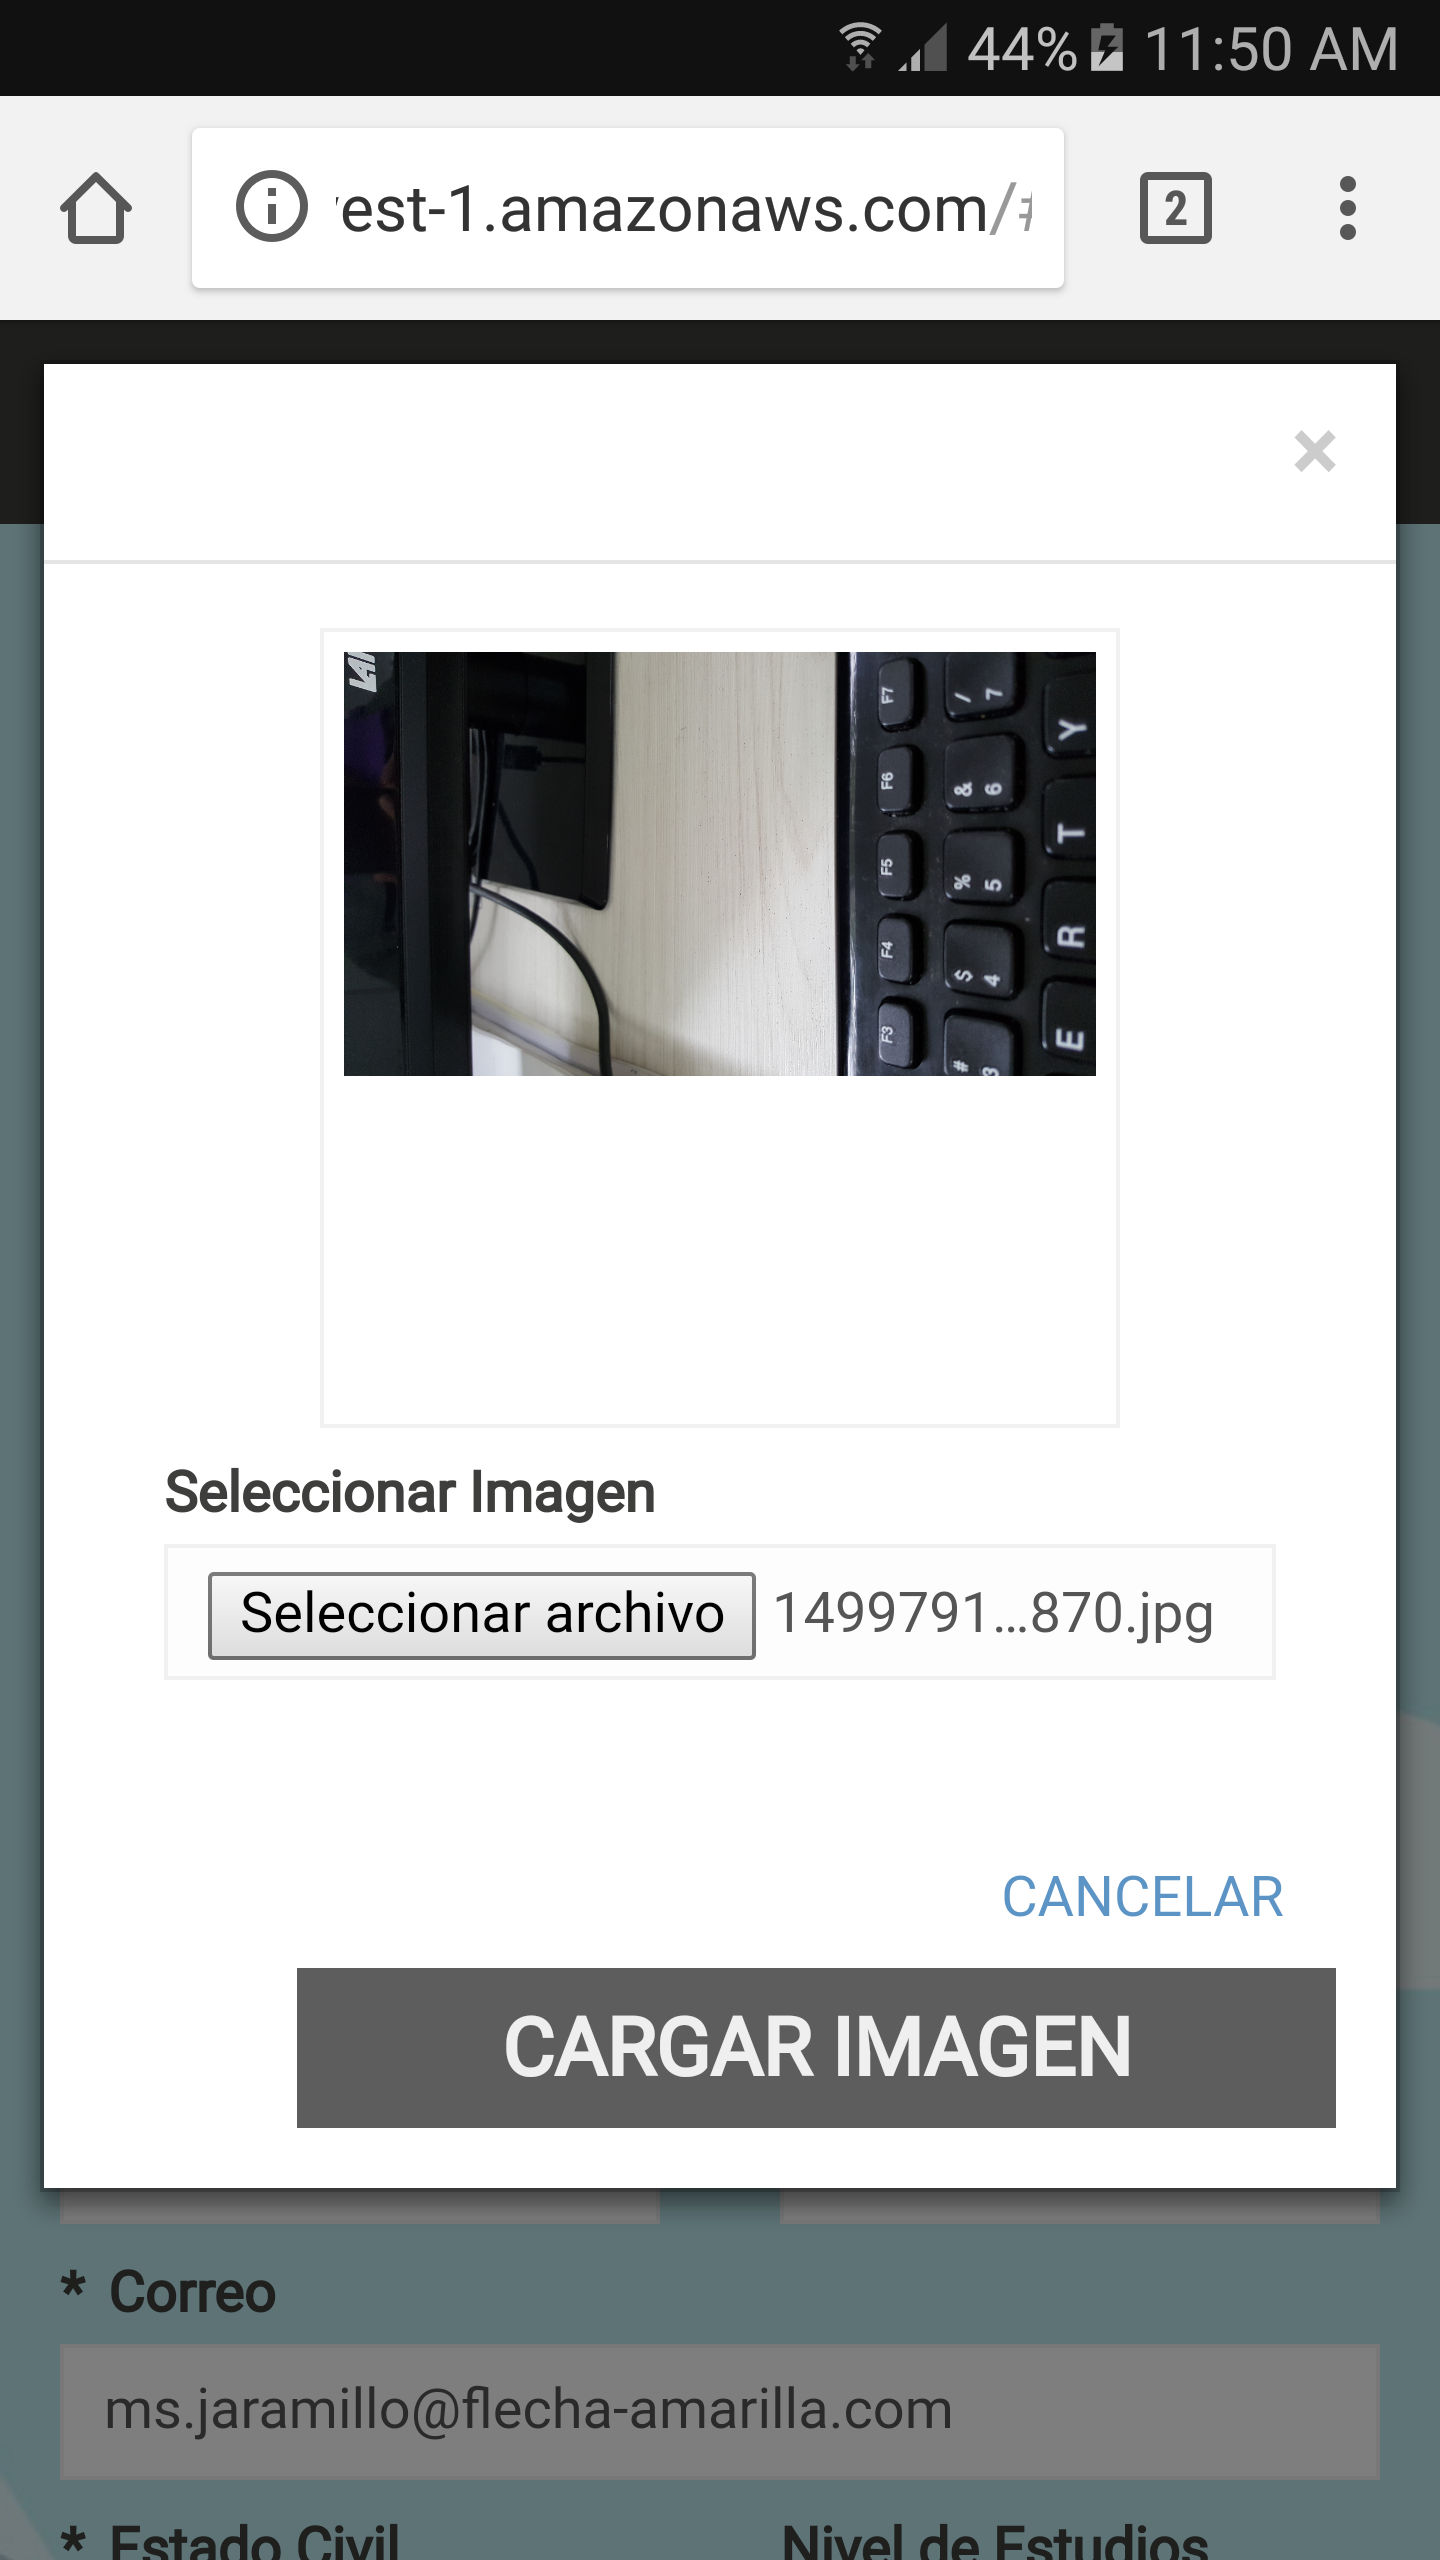 44% 11:50 AM
est-1.amazonaws.com/#
2
×
F7 / 7 Y
F6 & 6 T
F5 % 5 R
F4 $ 4 E
F3 # 3
Seleccionar Imagen
Seleccionar archivo 1499791...870.jpg
CANCELAR
CARGAR IMAGEN
* Correo
ms.jaramillo@flecha-amarilla.com
* Estado Civil Nivel de Estudios